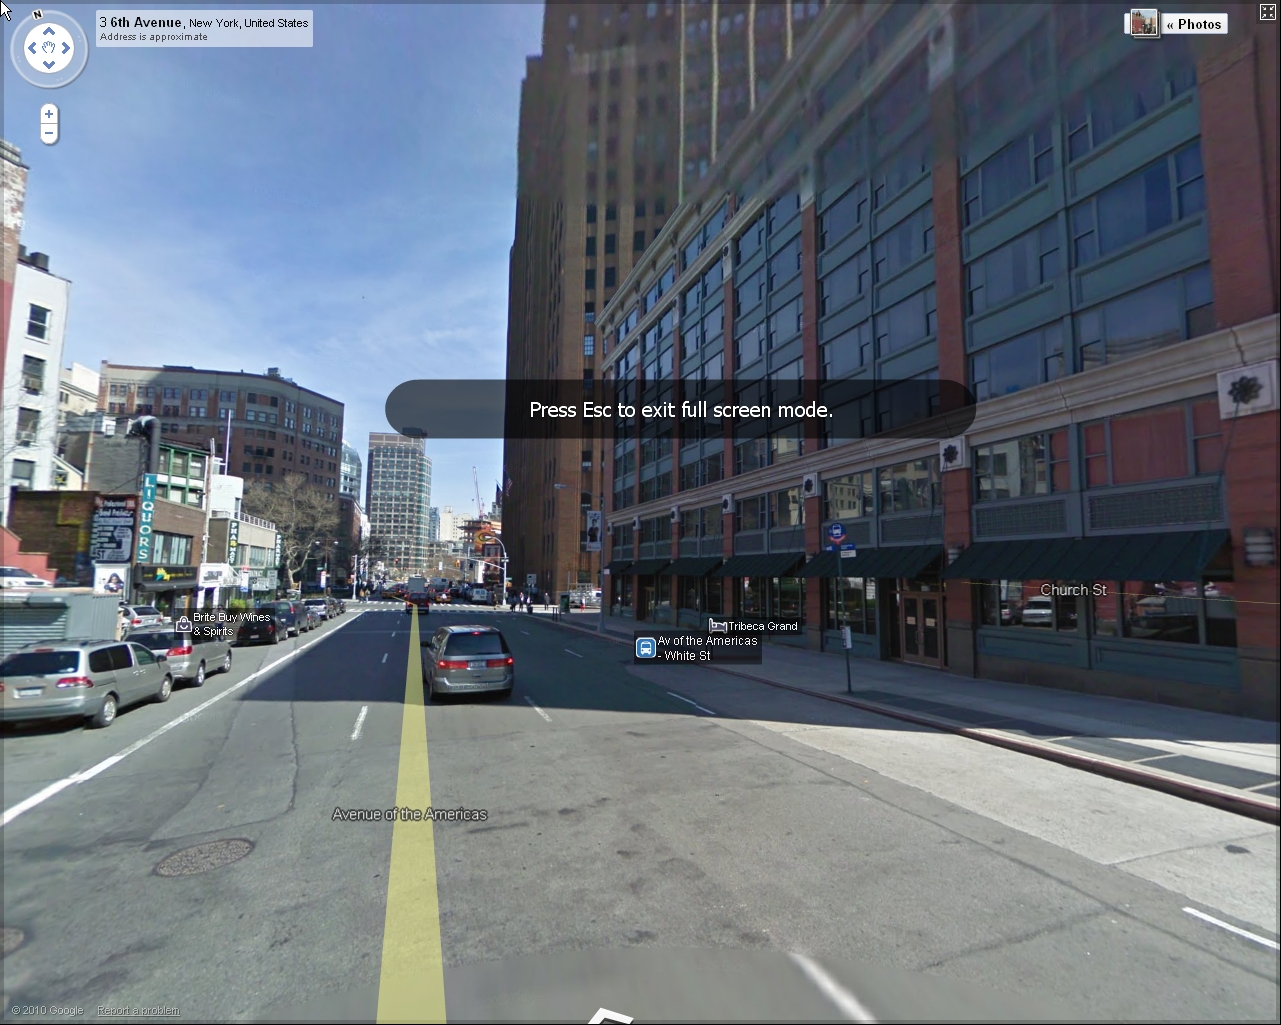 N
3 6th Avenue, New York, United States
Address is approximate
« Photos
Press Esc to exit full screen mode.
LIQUORS
PHARMACY
Church St
Brite Buy Wines
& Spirits
Tribeca Grand
Av of the Americas
- White St
Avenue of the Americas
© 2010 Google
Report a problem